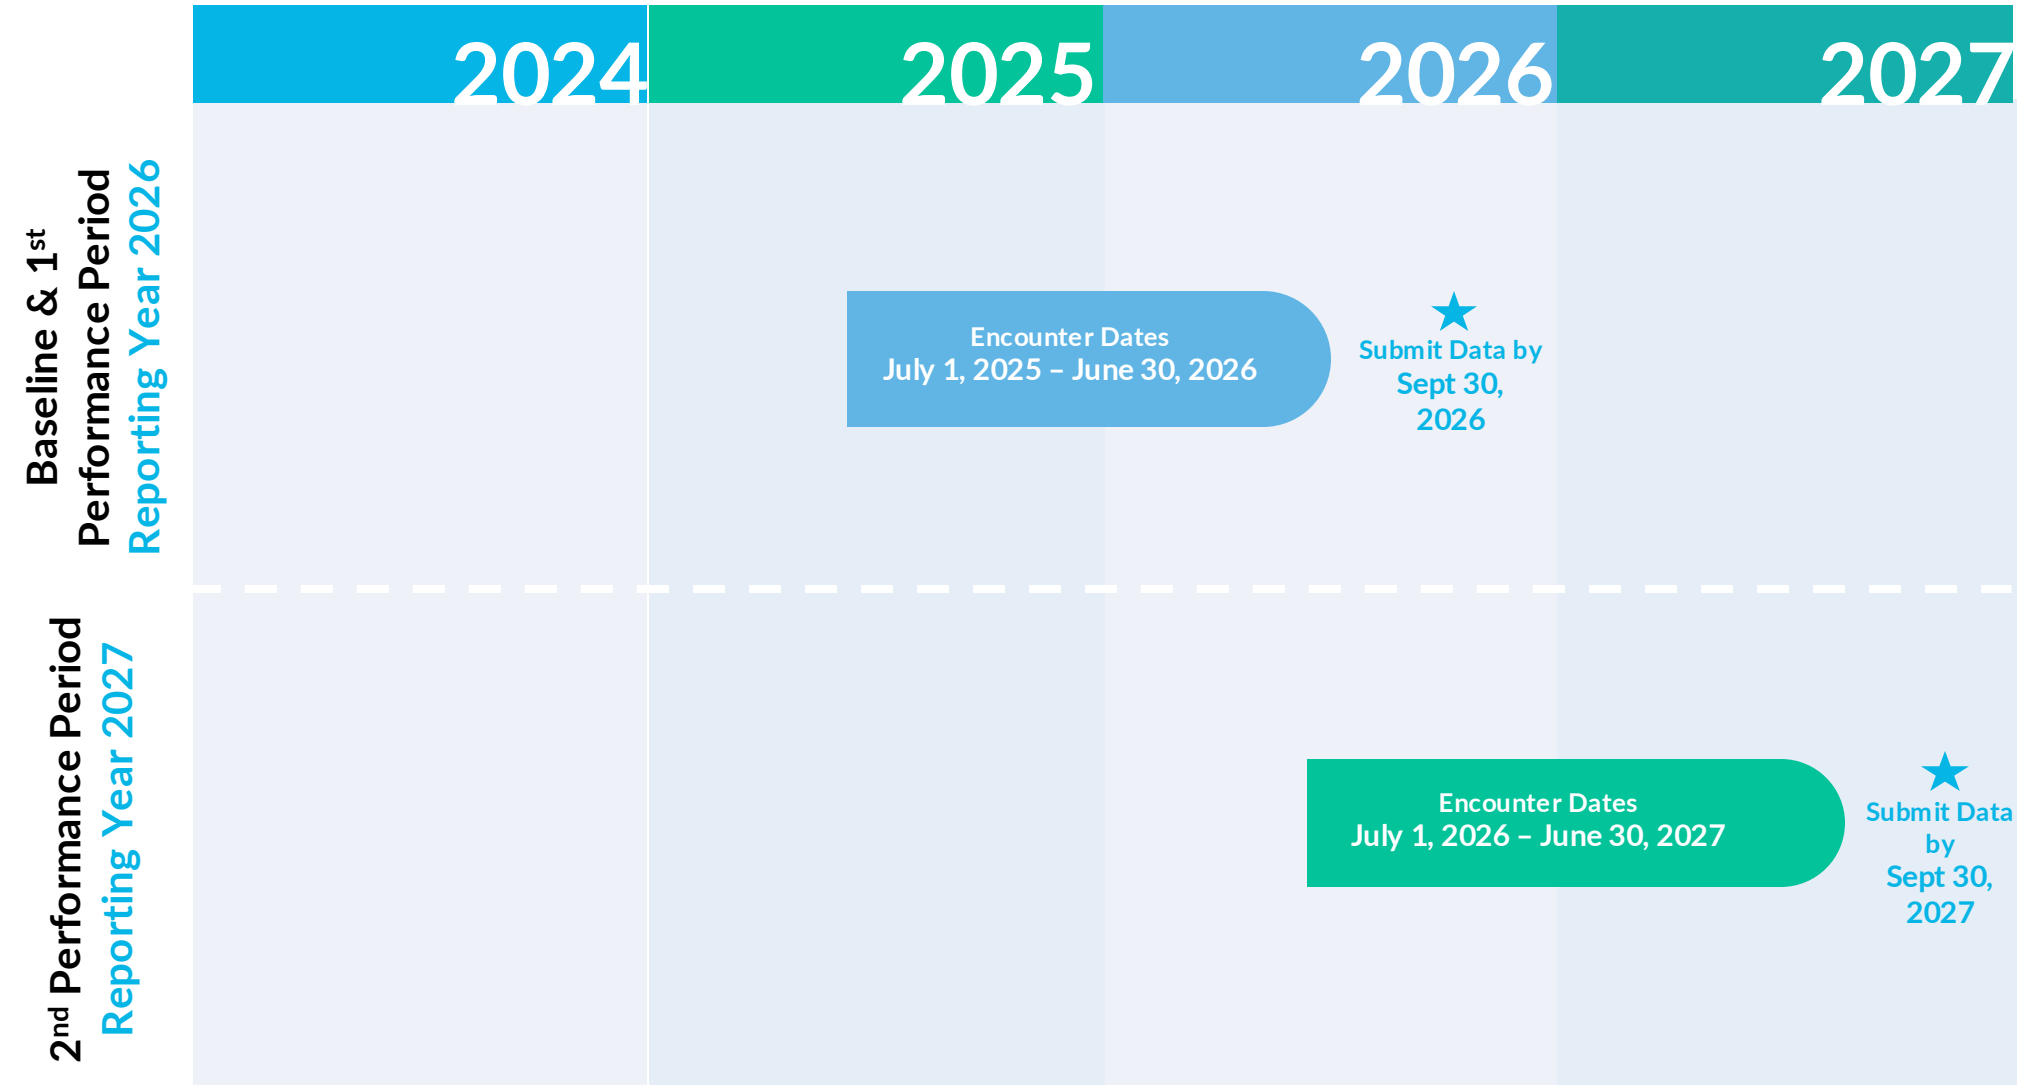 2024
2025
2026
2027
Baseline & 1st
Performance Period
Reporting Year 2026
Encounter Dates
July 1, 2025 – June 30, 2026
Submit Data by
Sept 30,
2026
2nd Performance Period
Reporting Year 2027
Encounter Dates
July 1, 2026 – June 30, 2027
Submit Data
by
Sept 30,
2027